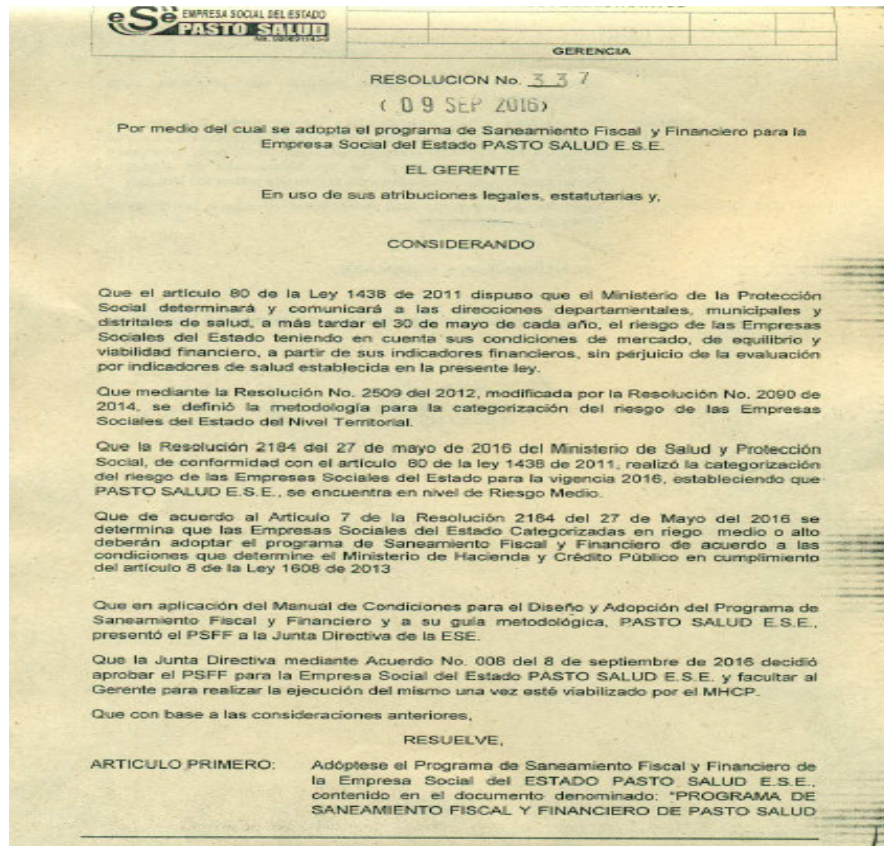 eSe EMPRESA SOCIAL DEL ESTADO
PASTO SALUD
GERENCIA
RESOLUCION No. 337
( 09 SEP 2016)
Por medio del cual se adopta el programa de Saneamiento Fiscal y Financiero para la
Empresa Social del Estado PASTO SALUD E.S.E.
EL GERENTE
En uso de sus atribuciones legales, estatutarias y,
CONSIDERANDO
Que el artículo 80 de la Ley 1438 de 2011 dispuso que el Ministerio de la Protección
Social determinará y comunicará a las direcciones departamentales, municipales y
distritales de salud, a más tardar el 30 de mayo de cada año, el riesgo de las Empresas
Sociales del Estado teniendo en cuenta sus condiciones de mercado, de equilibrio y
viabilidad financiero, a partir de sus indicadores financieros, sin perjuicio de la evaluación
por indicadores de salud establecida en la presente ley.
Que mediante la Resolución No. 2509 del 2012, modificada por la Resolución No. 2090 de
2014, se definió la metodología para la categorización del riesgo de las Empresas
Sociales del Estado del Nivel Territorial.
Que la Resolución 2184 del 27 de mayo de 2016 del Ministerio de Salud y Protección
Social, de conformidad con el artículo 80 de la ley 1438 de 2011, realizó la categorización
del riesgo de las Empresas Sociales del Estado para la vigencia 2016, estableciendo que
PASTO SALUD E.S.E., se encuentra en nivel de Riesgo Medio.
Que de acuerdo al Articulo 7 de la Resolución 2184 del 27 de Mayo del 2016 se
determina que las Empresas Sociales del Estado Categorizadas en riego medio o alto
deberán adoptar el programa de Saneamiento Fiscal y Financiero de acuerdo a las
condiciones que determine el Ministerio de Hacienda y Crédito Público en cumplimiento
del artículo 8 de la Ley 1608 de 2013
Que en aplicación del Manual de Condiciones para el Diseño y Adopción del Programa de
Saneamiento Fiscal y Financiero y a su guía metodológica, PASTO SALUD E.S.E.,
presentó el PSFF a la Junta Directiva de la ESE.
Que la Junta Directiva mediante Acuerdo No. 008 del 8 de septiembre de 2016 decidió
aprobar el PSFF para la Empresa Social del Estado PASTO SALUD E.S.E. y facultar al
Gerente para realizar la ejecución del mismo una vez esté viabilizado por el MHCP.
Que con base a las consideraciones anteriores,
RESUELVE,
ARTICULO PRIMERO: Adóptese el Programa de Saneamiento Fiscal y Financiero de
la Empresa Social del ESTADO PASTO SALUD E.S.E.,
contenido en el documento denominado: "PROGRAMA DE
SANEAMIENTO FISCAL Y FINANCIERO DE PASTO SALUD